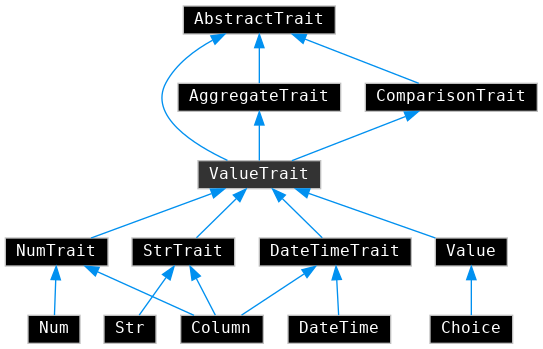 AbstractTrait
AggregateTrait
ComparisonTrait
ValueTrait
NumTrait
StrTrait
DateTimeTrait
Value
Num
Str
Column
DateTime
Choice